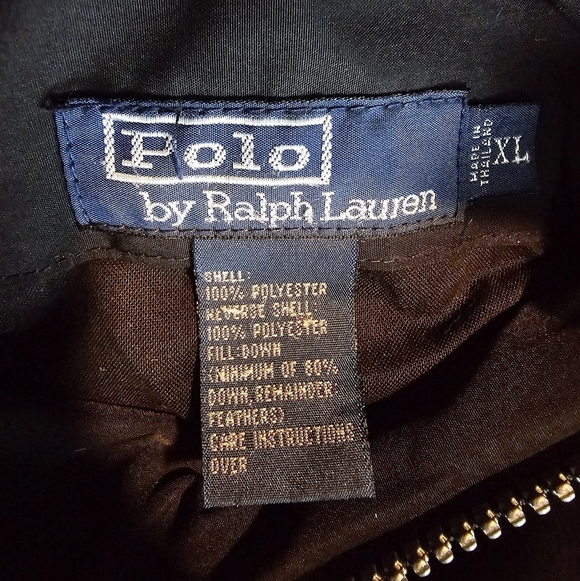 Polo
by Ralph Lauren
MADE IN
THAILAND
XL
SHELL:
100% POLYESTER
REVERSE SHELL
100% POLYESTER
FILL:DOWN
(MINIMUM OF 80%
DOWN,REMAINDER:
FEATHERS)
CARE INSTRUCTIONS
OVER